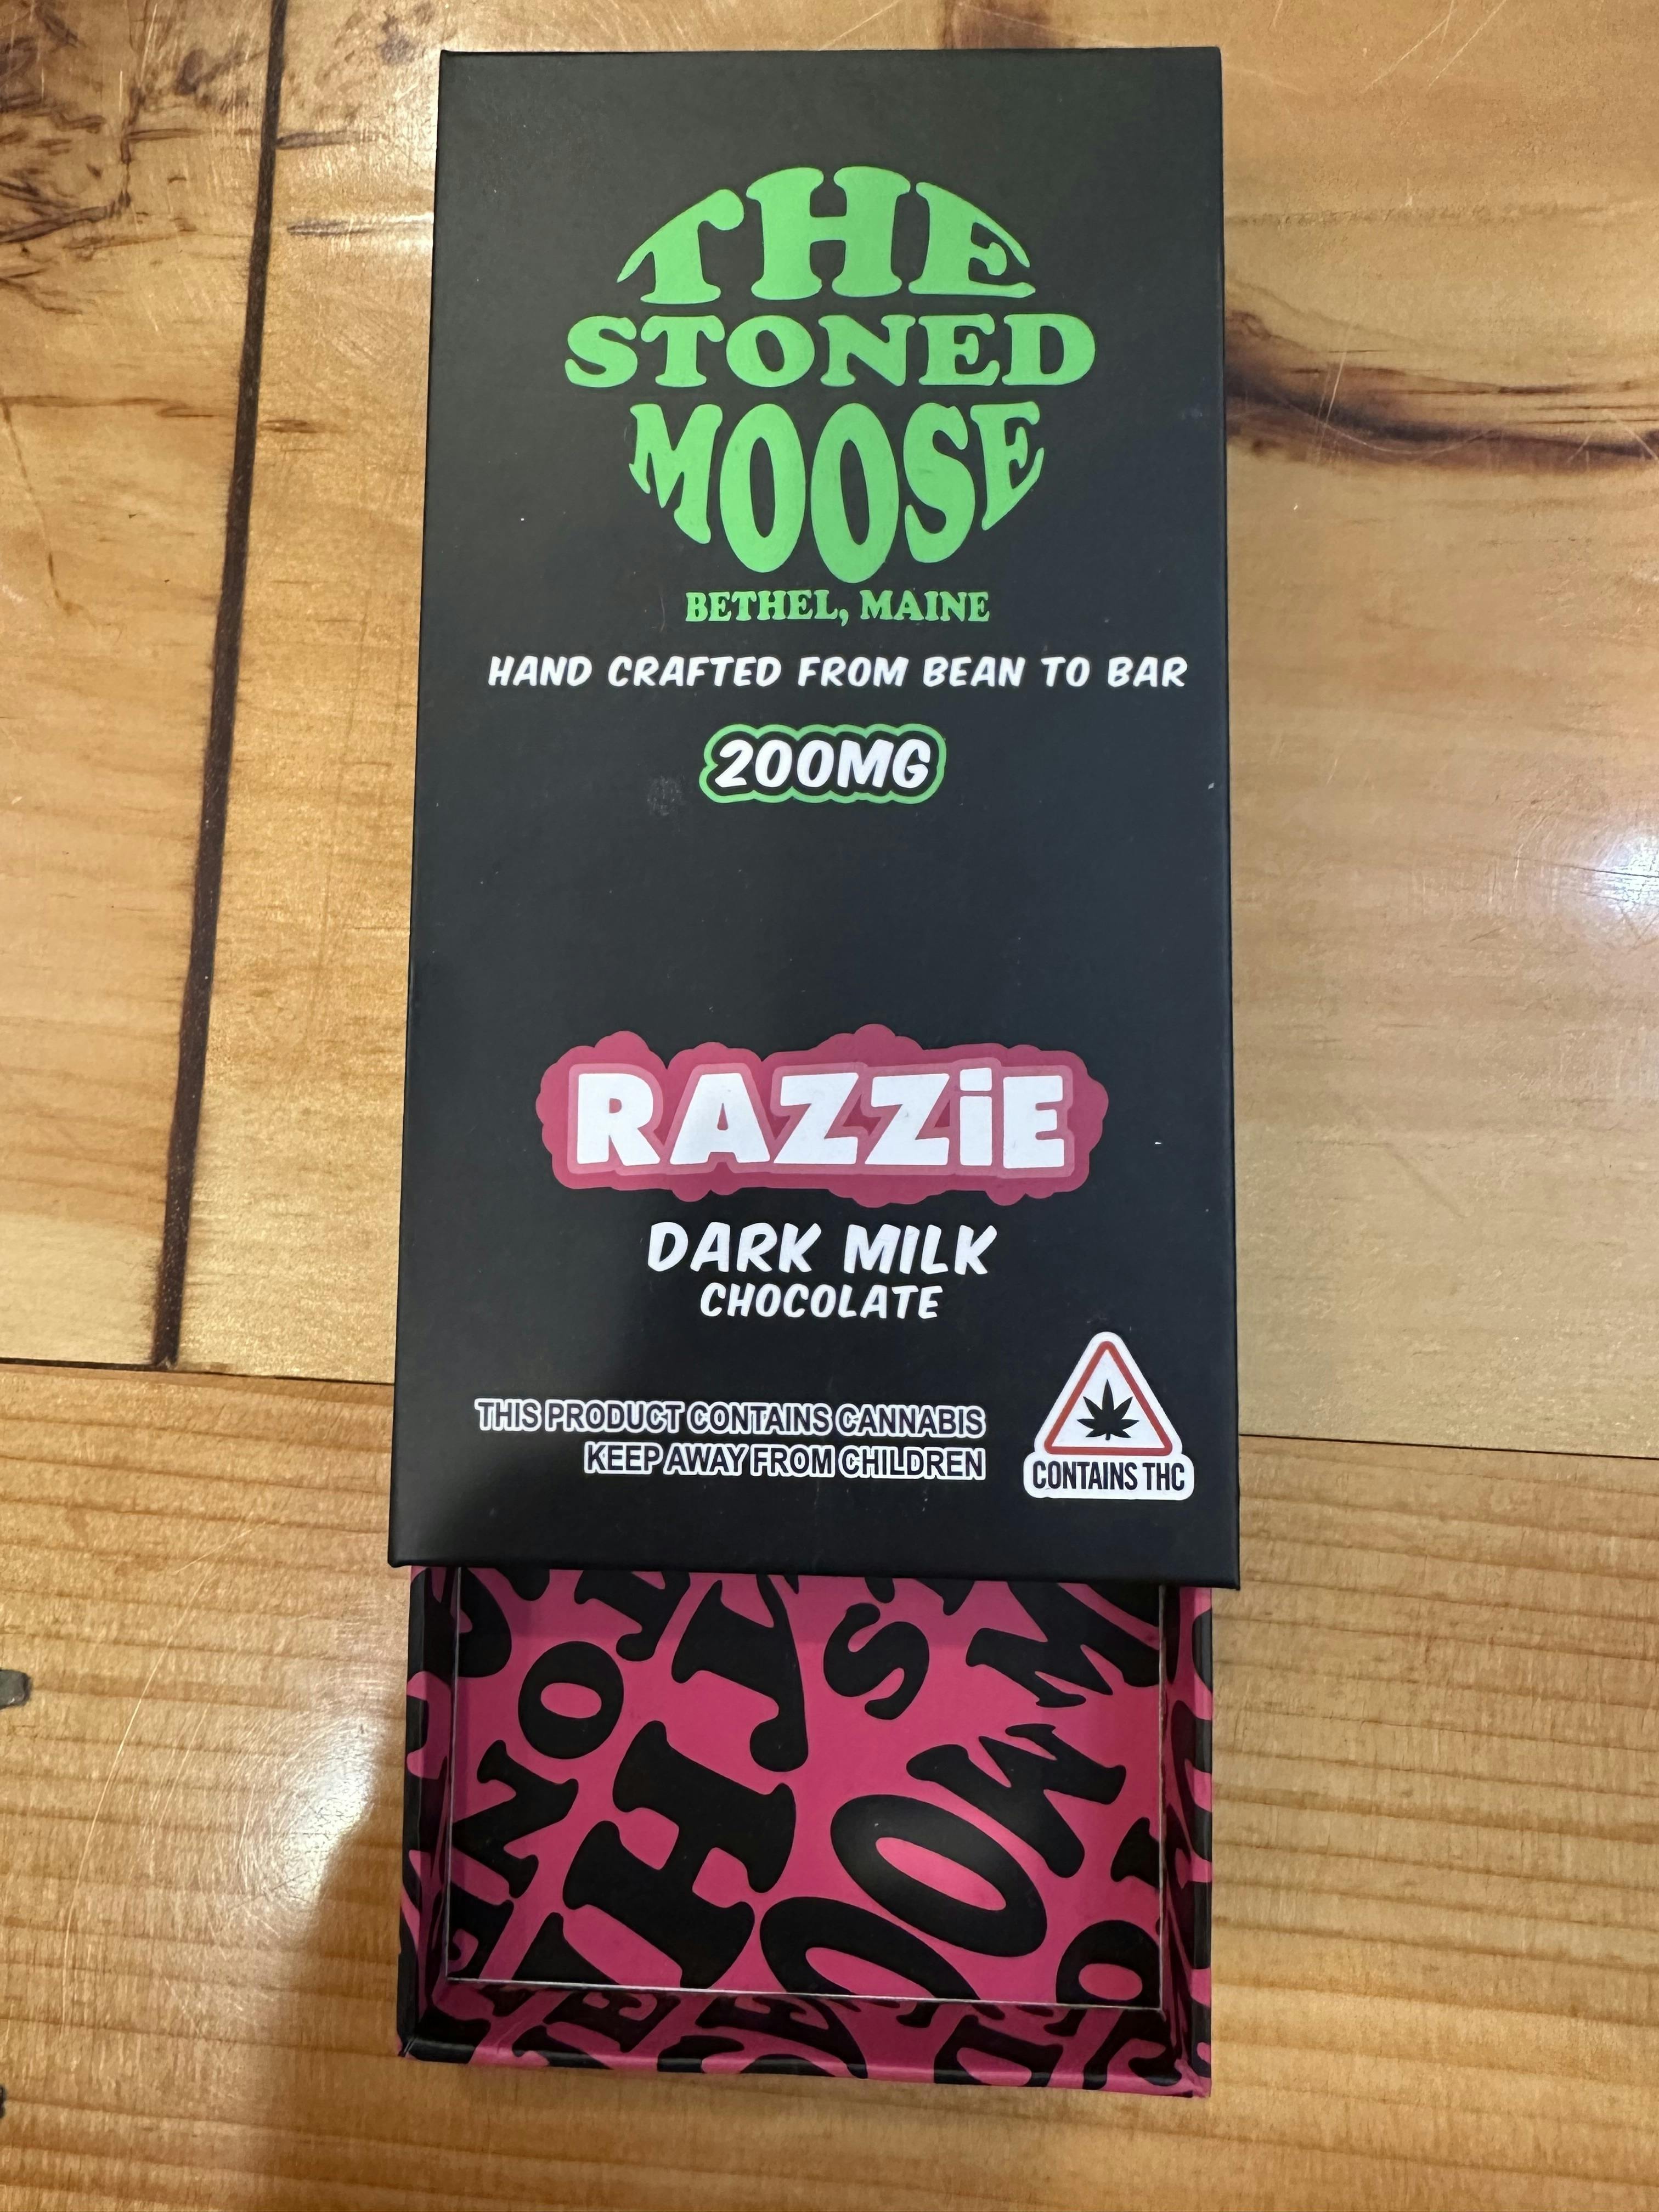 THE
STONED
MOOSE
BETHEL, MAINE
HAND CRAFTED FROM BEAN TO BAR
200MG
RAZZiE
DARK MILK
CHOCOLATE
THIS PRODUCT CONTAINS CANNABIS
KEEP AWAY FROM CHILDREN
CONTAINS THC